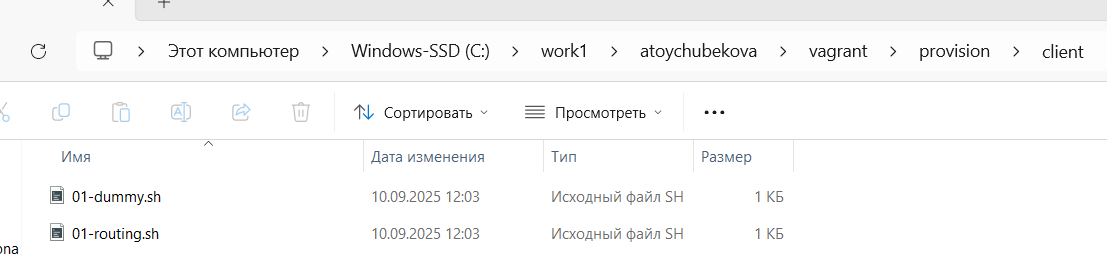 Этот компьютер > Windows-SSD (C:) > work1 > atoychubekova > vagrant > provision > client
Сортировать Просмотреть ...
Имя Дата изменения Тип Размер
01-dummy.sh 10.09.2025 12:03 Исходный файл SH 1 КБ
01-routing.sh 10.09.2025 12:03 Исходный файл SH 1 КБ
ona